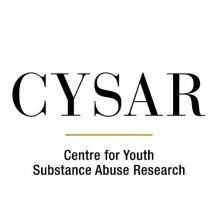 CYSAR
Centre for Youth
Substance Abuse Research